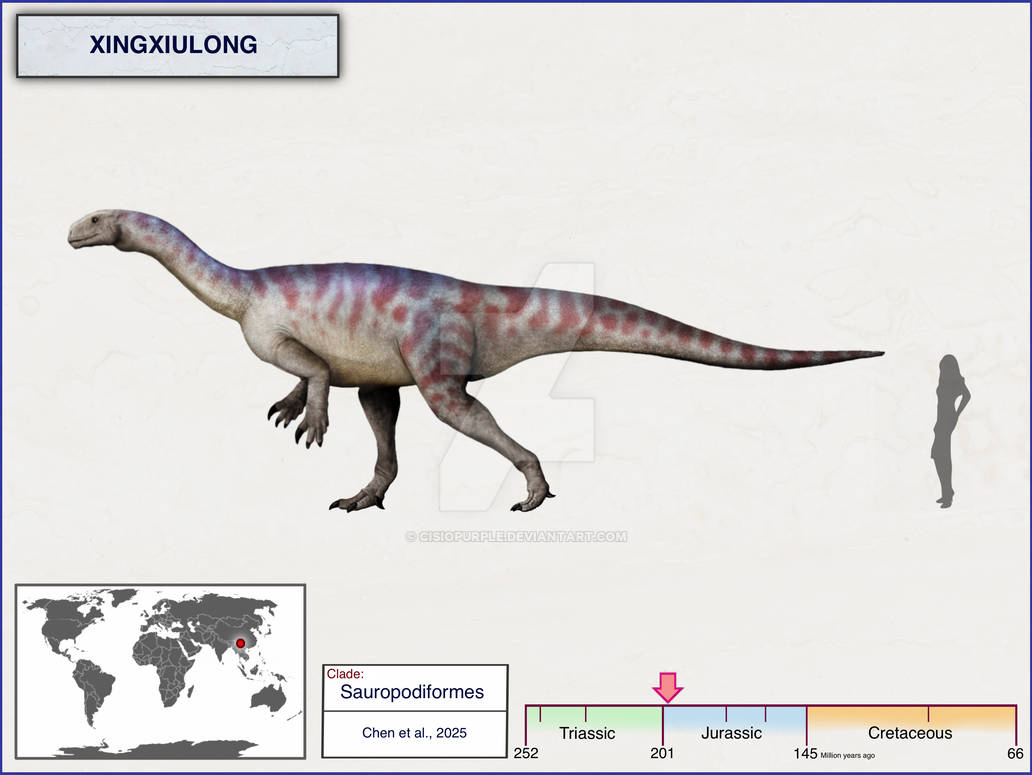 XINGXIULONG
© CISIOPURPLE.DEVIANTART.COM
Clade:
Sauropodiformes
Chen et al., 2025
Triassic
Jurassic
Cretaceous
252
201
145 Million years ago
66